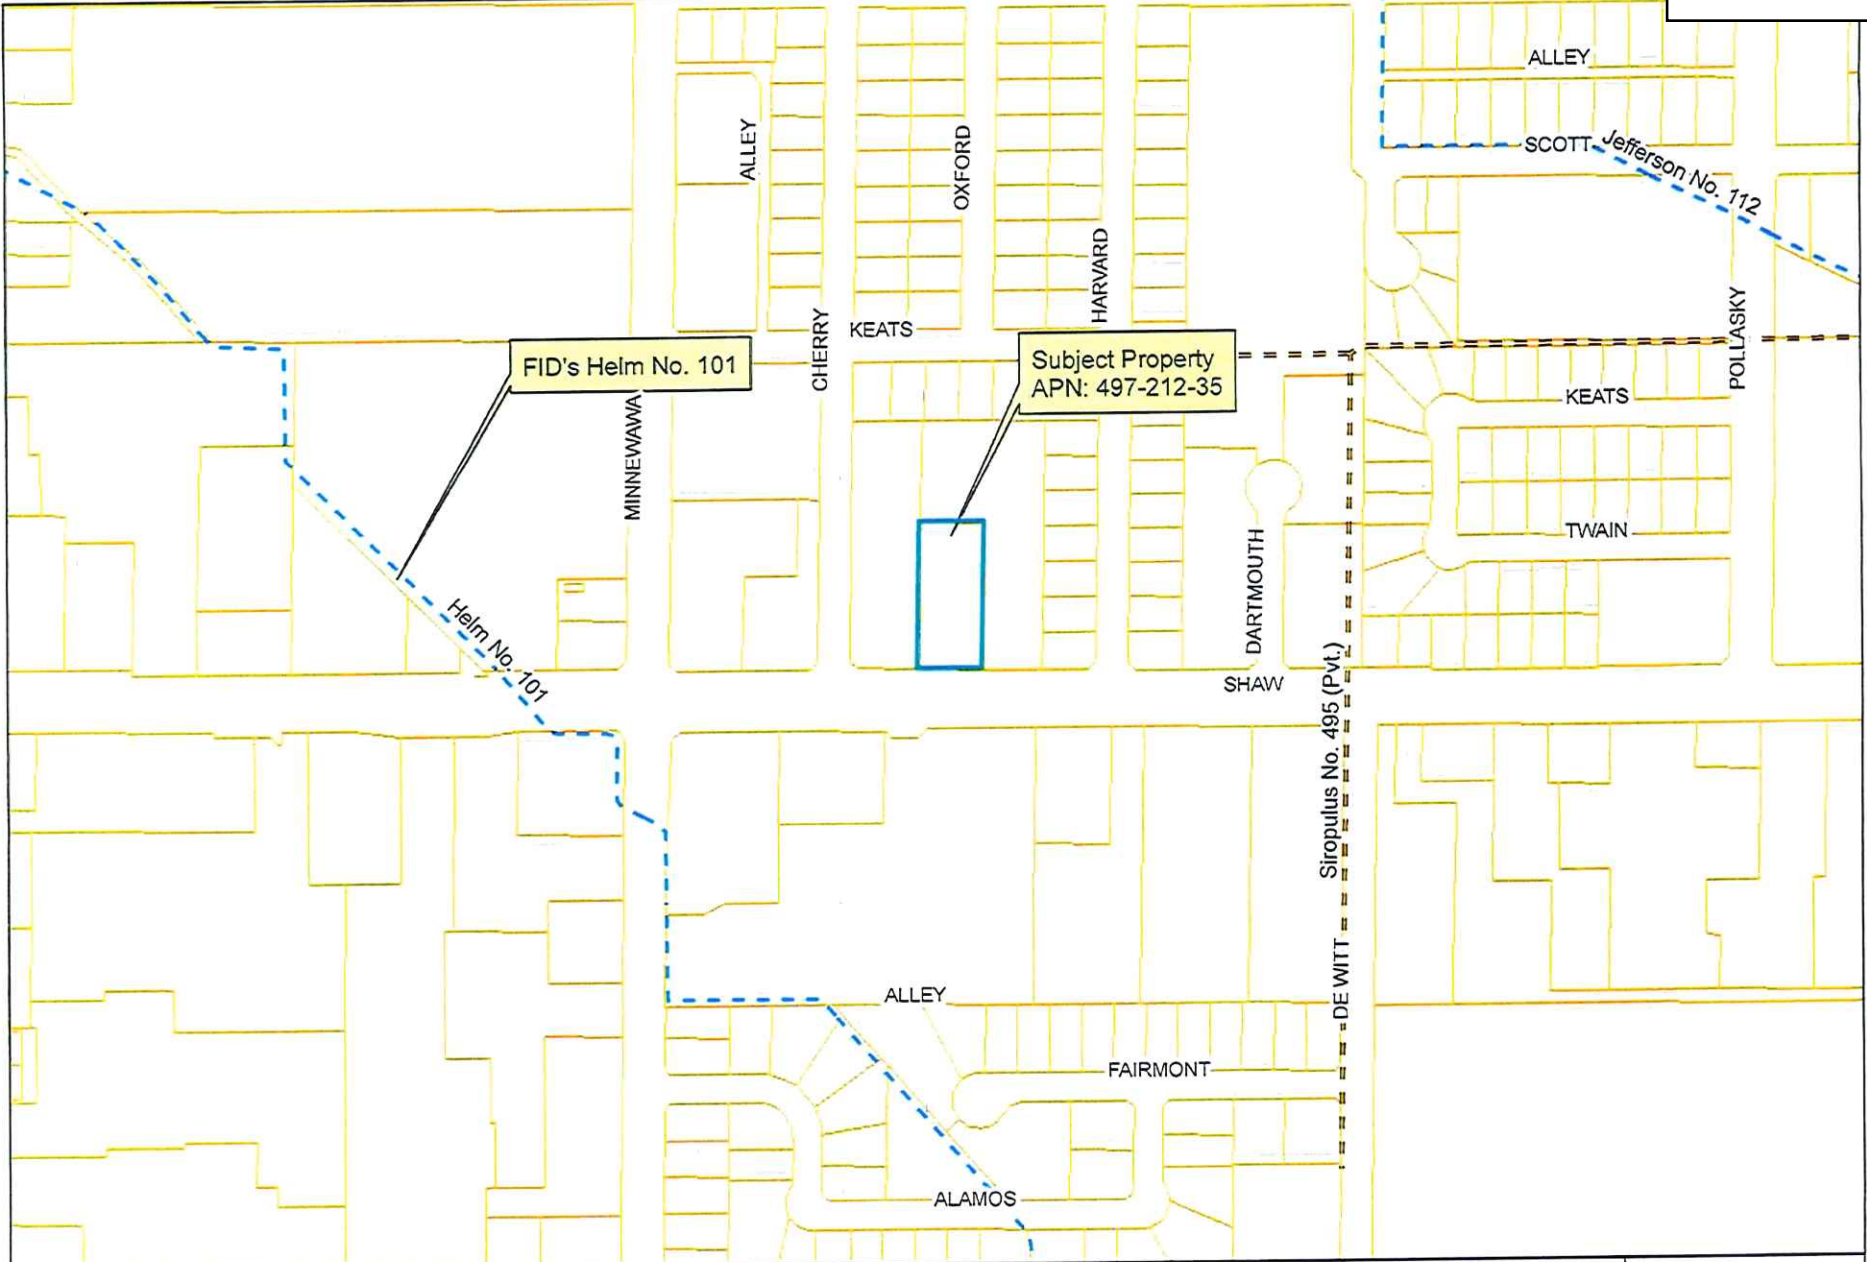 ALLEY
SCOTT
Jefferson No. 112
ALLEY
OXFORD
HARVARD
CHERRY
KEATS
POLLASKY
FID's Helm No. 101
Subject Property
APN: 497-212-35
MINNEWAWA
KEATS
TWAIN
DARTMOUTH
Helm No. 101
SHAW
Siropulus No. 495 (Pvt.)
DE WITT
ALLEY
FAIRMONT
ALAMOS